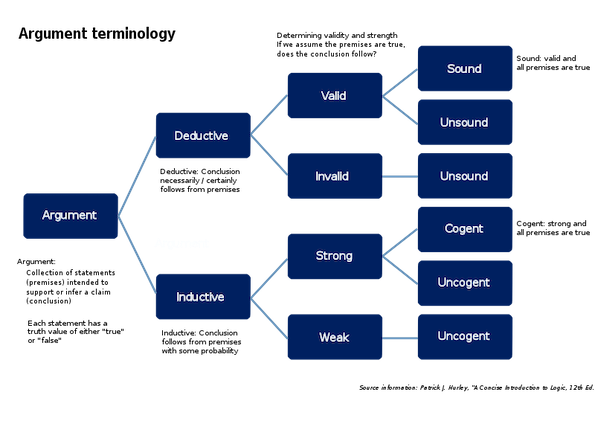 Argument terminology
Determining validity and strength
If we assume the premises are true,
does the conclusion follow?
Sound
Sound: valid and
all premises are true
Valid
Unsound
Deductive
Deductive: Conclusion
necessarily / certainly
follows from premises
Invalid
Unsound
Argument
Argument:
Collection of statements
(premises) intended to
support or infer a claim
(conclusion)
Each statement has a
truth value of either "true"
or "false"
Cogent
Cogent: strong and
all premises are true
Strong
Uncogent
Inductive
Inductive: Conclusion
follows from premises
with some probability
Weak
Uncogent
Source information: Patrick J. Hurley, "A Concise Introduction to Logic, 12th Ed.